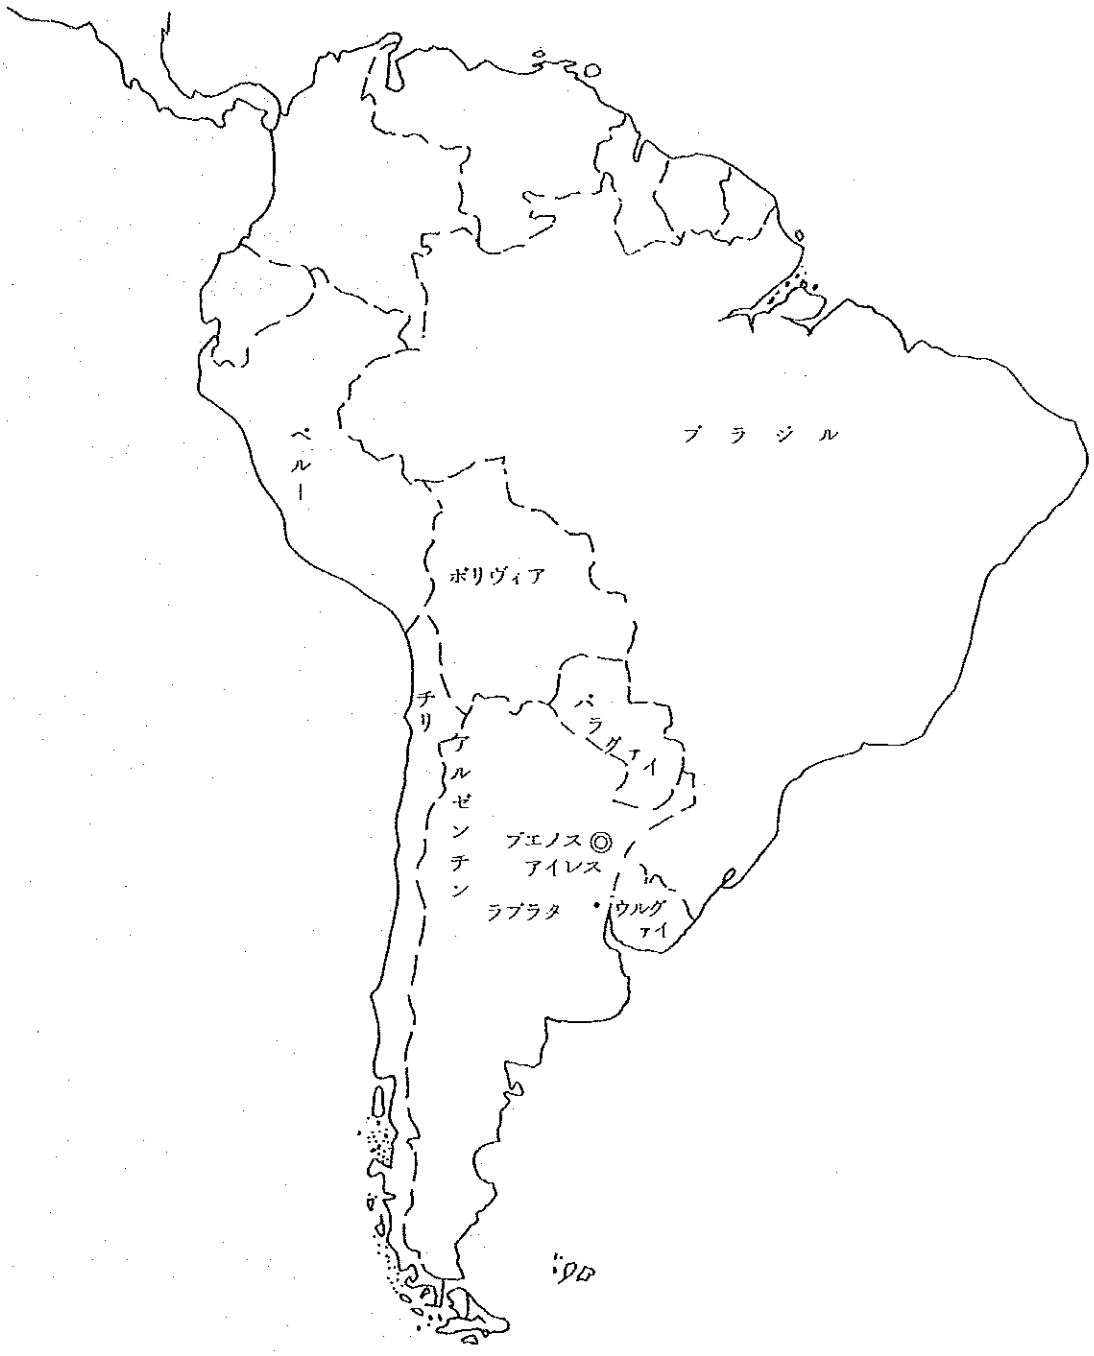 ブラジル
ペルー
ボリヴィア
パラグァイ
チリ
アルゼンチン
ブエノス
アイレス
ラプラタ
ウルグ
ァイ